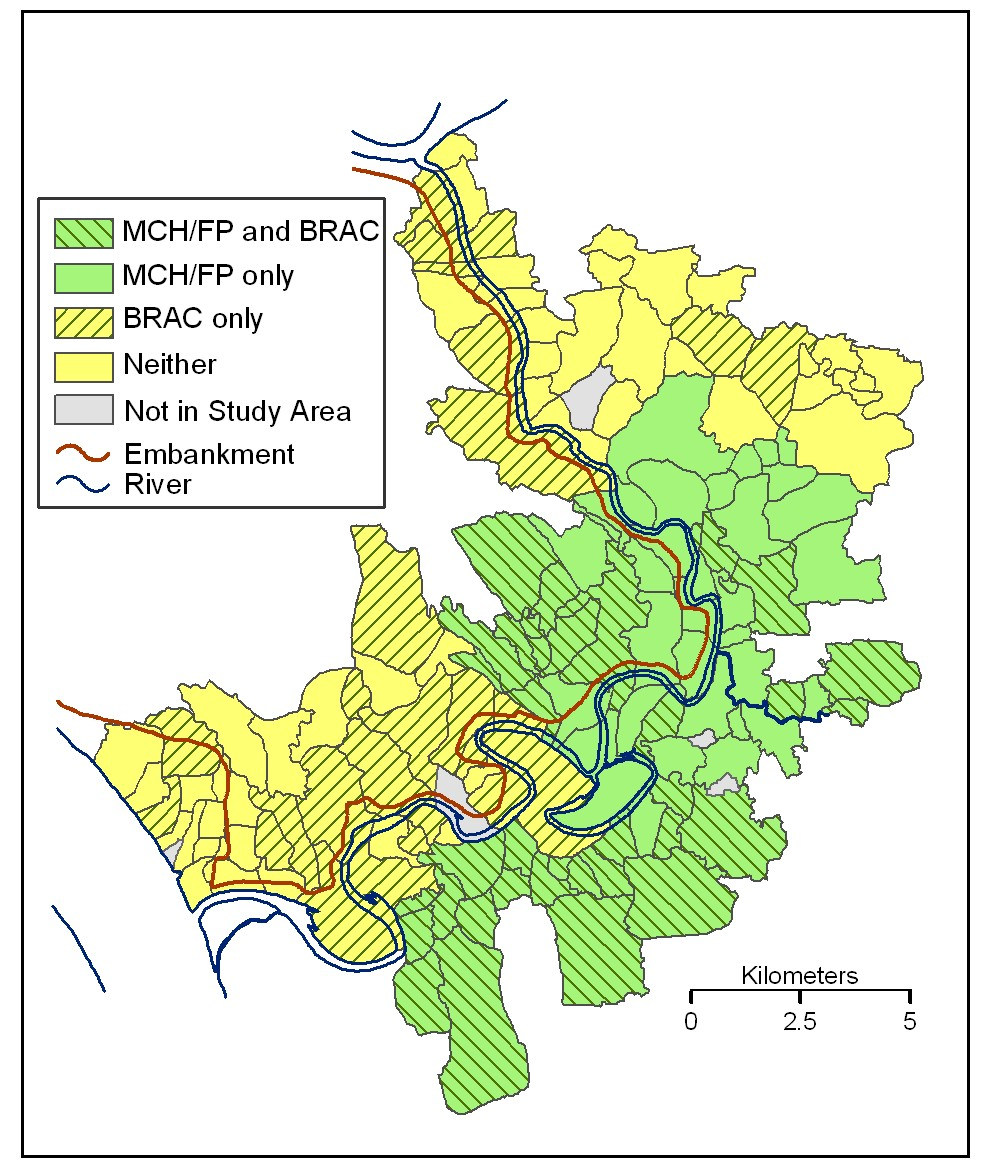 MCH/FP and BRAC
MCH/FP only
BRAC only
Neither
Not in Study Area
Embankment
River
Kilometers
0 2.5 5